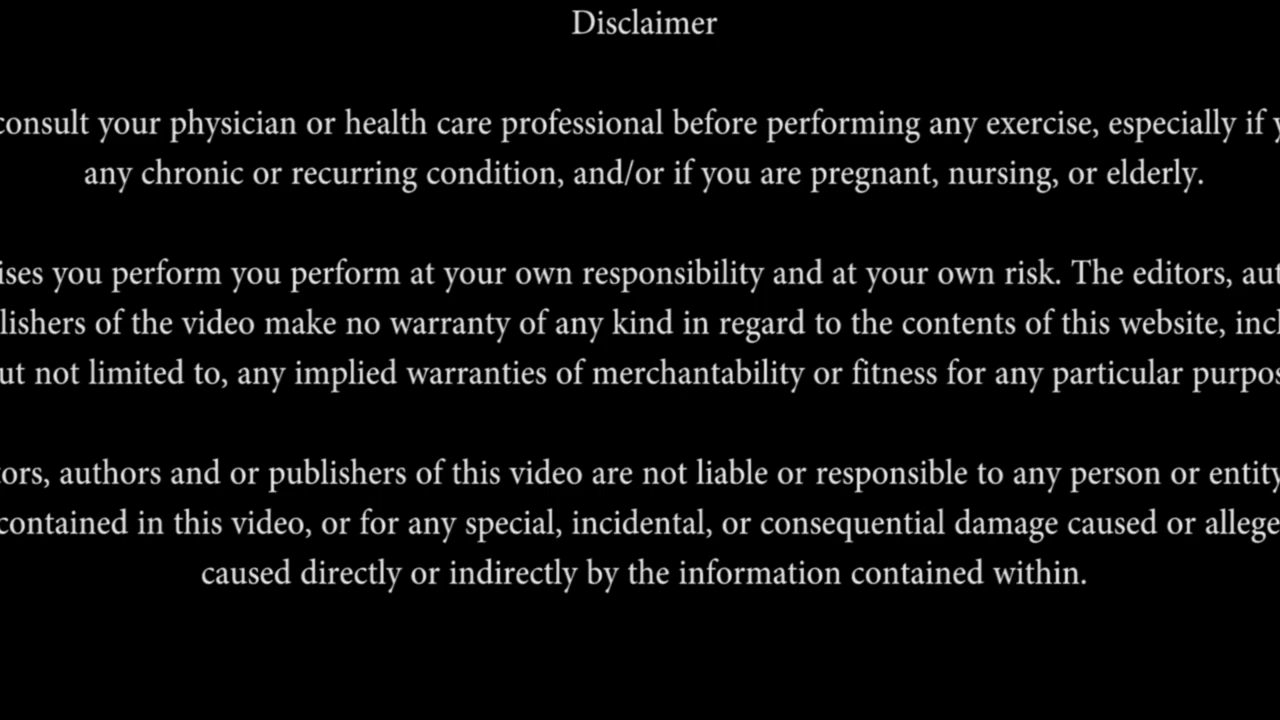 Disclaimer
consult your physician or health care professional before performing any exercise, especially if y
any chronic or recurring condition, and/or if you are pregnant, nursing, or elderly.
ises you perform you perform at your own responsibility and at your own risk. The editors, aut
lishers of the video make no warranty of any kind in regard to the contents of this website, incl
ut not limited to, any implied warranties of merchantability or fitness for any particular purpos
tors, authors and or publishers of this video are not liable or responsible to any person or entity
contained in this video, or for any special, incidental, or consequential damage caused or allege
caused directly or indirectly by the information contained within.